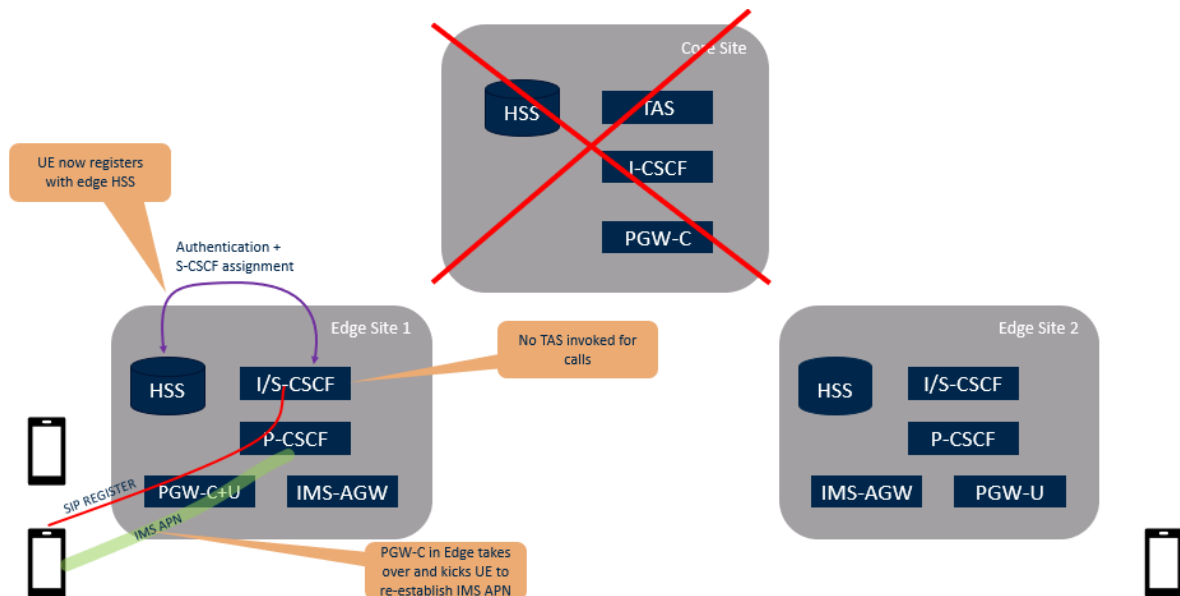 Core Site
HSS
TAS
I-CSCF
PGW-C
UE now registers
with edge HSS
Authentication +
S-CSCF assignment
Edge Site 1
HSS
I/S-CSCF
P-CSCF
PGW-C+U
IMS-AGW
No TAS invoked for
calls
SIP REGISTER
IMS APN
PGW-C in Edge takes
over and kicks UE to
re-establish IMS APN
Edge Site 2
HSS
I/S-CSCF
P-CSCF
IMS-AGW
PGW-U